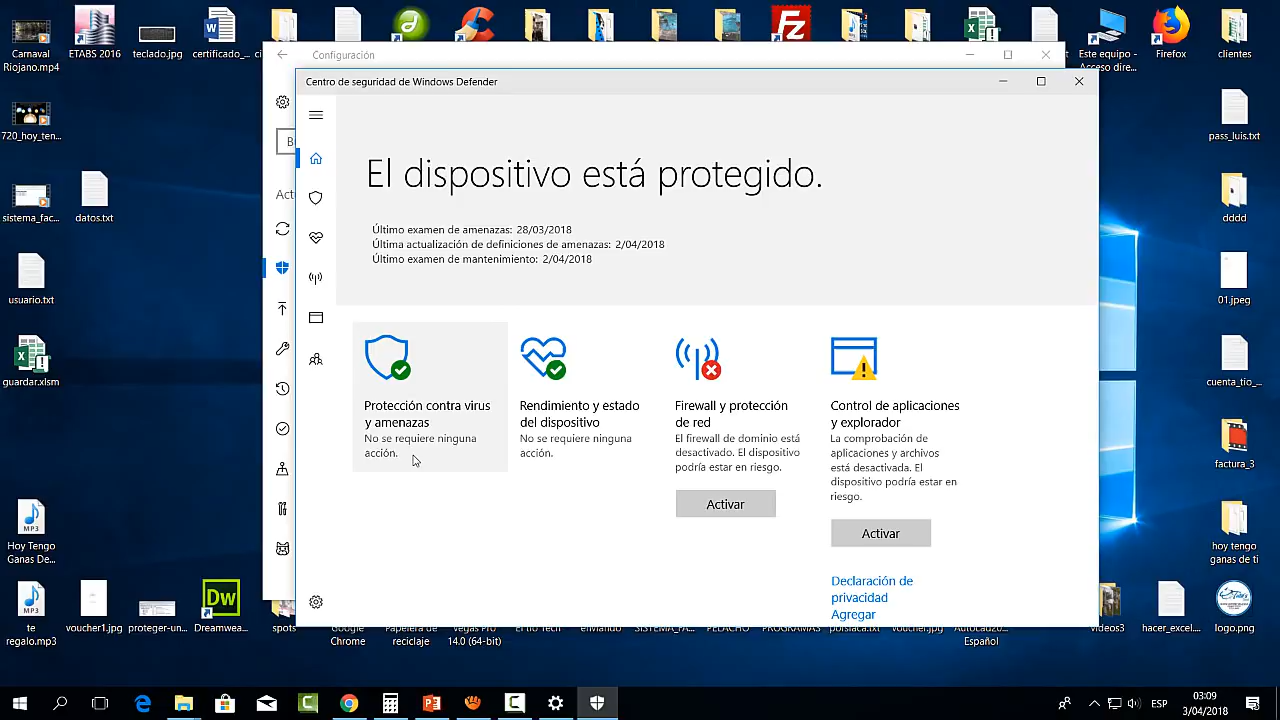 Carnaval
Riojano.mp4
ETABS 2016
teclado.jpg
certificado_...
Este equipo -
Acceso dire...
Firefox
clientes
Configuración
Centro de seguridad de Windows Defender
720_hoy_ten...
pass_luis.txt
El dispositivo está protegido.
sistema_fac...
datos.txt
dddd
Último examen de amenazas: 28/03/2018
Última actualización de definiciones de amenazas: 2/04/2018
Último examen de mantenimiento: 2/04/2018
usuario.txt
01.jpeg
guardar.xlsm
cuenta_tio_...
Protección contra virus
y amenazas
No se requiere ninguna
acción.
Rendimiento y estado
del dispositivo
No se requiere ninguna
acción.
Firewall y protección
de red
El firewall de dominio está
desactivado. El dispositivo
podría estar en riesgo.
Activar
Control de aplicaciones
y explorador
La comprobación de
aplicaciones y archivos
está desactivada. El
dispositivo podría estar en
riesgo.
Activar
factura_3
MP3
Hoy Tengo
Ganas De...
hoy tengo
ganas de ti
Declaración de
privacidad
Agregar
MP3
te
regalo.mp3
voucher1.jpg
proteger-un...
Dw
Dreamwea...
spots
Google
Chrome
Papelera de
reciclaje
Vegas Pro
14.0 (64-bit)
enviando
PROGRAMAS
voucher.jpg
Español
videos3
hacer_excel...
logo.png
ESP
03:09
3/04/2018